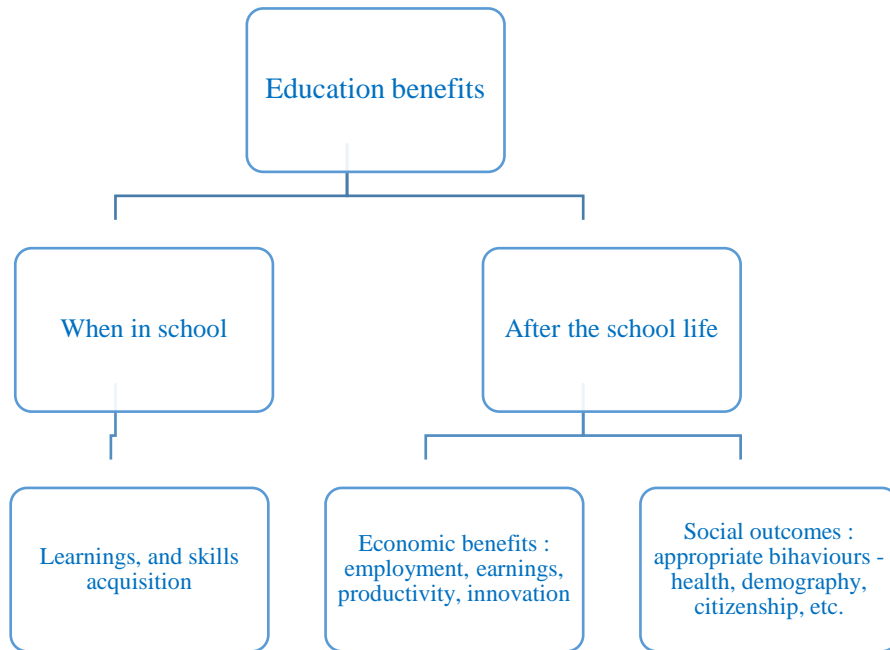 Education benefits
When in school
After the school life
Learnings, and skills
acquisition
Economic benefits :
employment, earnings,
productivity, innovation
Social outcomes :
appropriate bihaviours -
health, demography,
citizenship, etc.